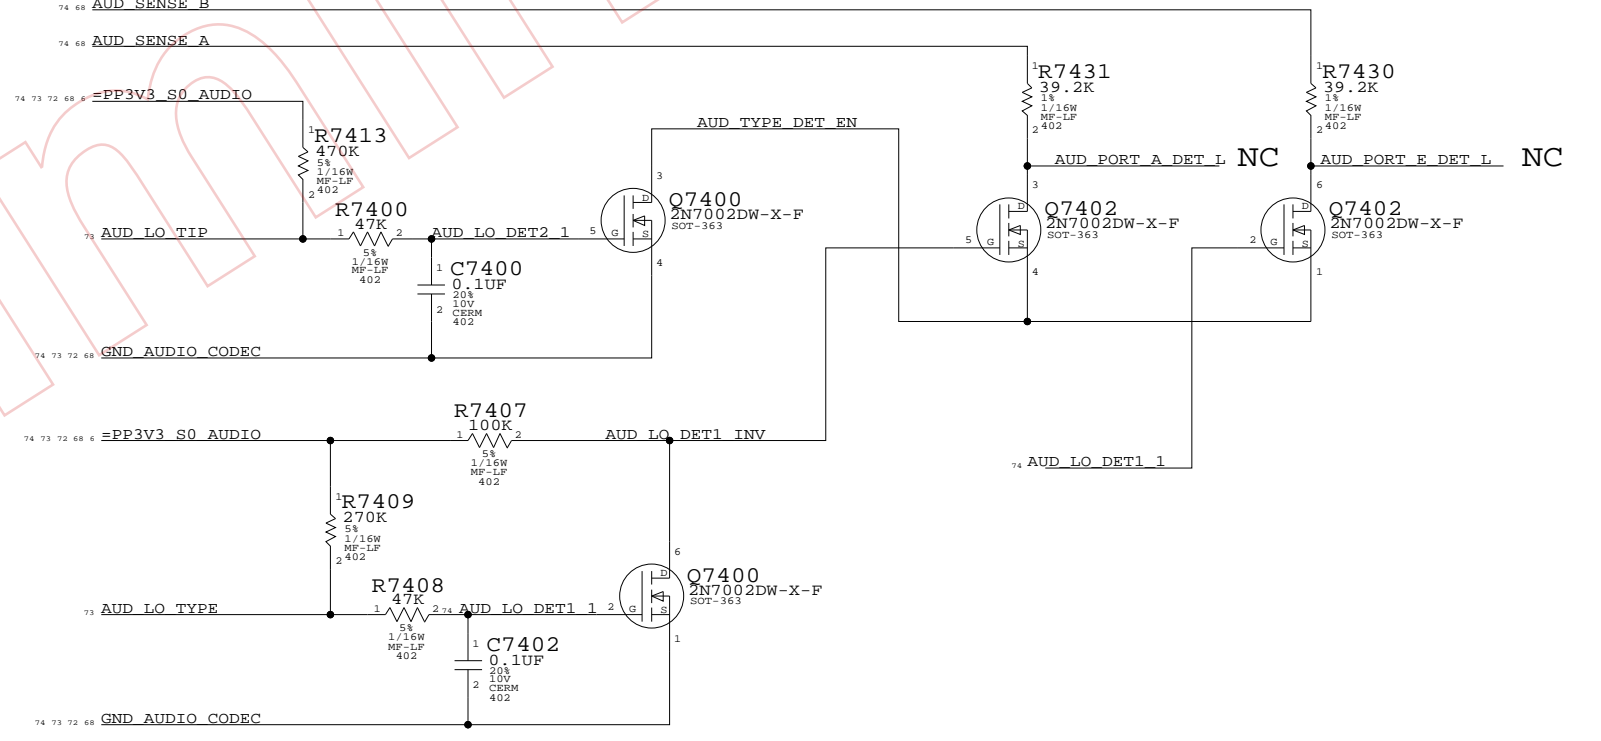 74 68 AUD_SENSE_B
74 68 AUD_SENSE_A
74 73 72 68 6 =PP3V3_S0_AUDIO
1
R7413
470K
5%
1/16W
MF-LF
402
2
73 AUD_LO_TIP
R7400
1 47K 2
5%
1/16W
MF-LF
402
AUD_LO_DET2_1
1
C7400
0.1UF
20%
10V
CERM
402
2
74 73 72 68 GND_AUDIO_CODEC
AUD_TYPE_DET_EN
3
Q7400
2N7002DW-X-F
SOT-363
D
5 G S
4
1
R7431
39.2K
1%
1/16W
MF-LF
402
2
AUD_PORT_A_DET_L NC
3
Q7402
2N7002DW-X-F
SOT-363
D
5 G S
4
1
R7430
39.2K
1%
1/16W
MF-LF
402
2
AUD_PORT_E_DET_L NC
6
Q7402
2N7002DW-X-F
SOT-363
D
2 G S
1
74 73 72 68 6 =PP3V3_S0_AUDIO
R7407
1 100K 2
5%
1/16W
MF-LF
402
AUD_LO_DET1_INV
74 AUD_LO_DET1_1
1
R7409
270K
5%
1/16W
MF-LF
402
2
73 AUD_LO_TYPE
R7408
1 47K 2
5%
1/16W
MF-LF
402
74 AUD_LO_DET1_1
6
Q7400
2N7002DW-X-F
SOT-363
D
2 G S
1
1
C7402
0.1UF
20%
10V
CERM
402
2
74 73 72 68 GND_AUDIO_CODEC